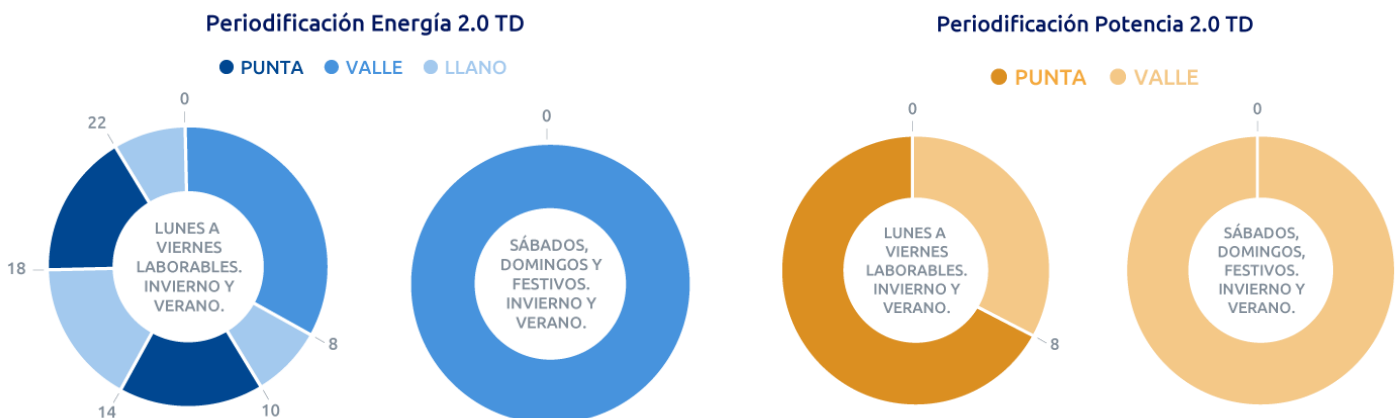 Periodificación Energía 2.0 TD
PUNTA VALLE LLANO
0
22
18
14
10
8
LUNES A
VIERNES
LABORABLES.
INVIERNO Y
VERANO.
0
SÁBADOS,
DOMINGOS Y
FESTIVOS.
INVIERNO Y
VERANO.
Periodificación Potencia 2.0 TD
PUNTA VALLE
0
8
LUNES A
VIERNES
LABORABLES.
INVIERNO Y
VERANO.
0
SÁBADOS,
DOMINGOS,
FESTIVOS.
INVIERNO Y
VERANO.